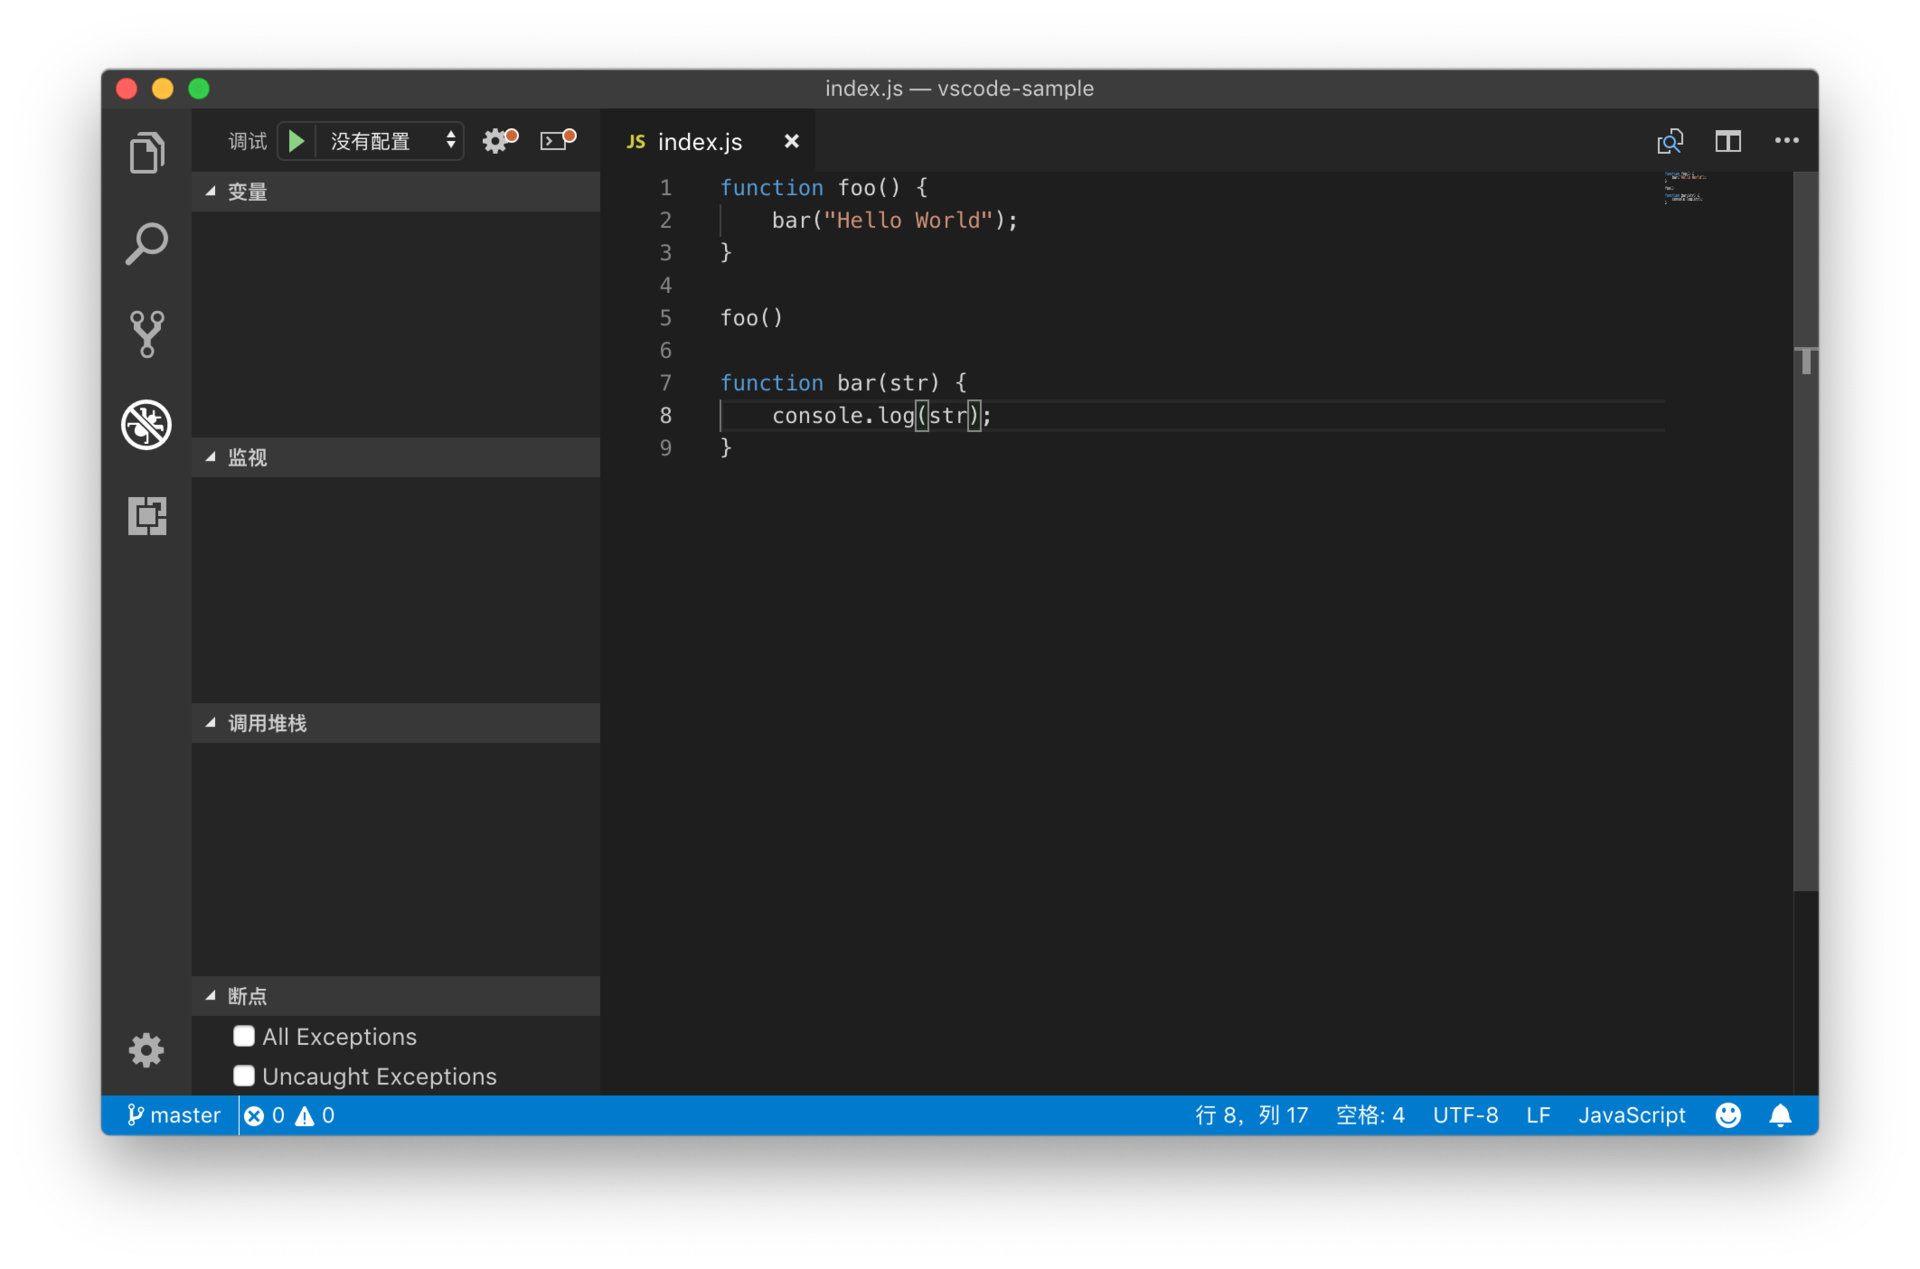 index.js — vscode-sample
调试 没有配置
JS index.js
变量
监视
调用堆栈
断点
All Exceptions
Uncaught Exceptions
1 function foo() {
2 bar("Hello World");
3 }
4
5 foo()
6
7 function bar(str) {
8 console.log(str);
9 }
master 0 0 行 8，列 17 空格: 4 UTF-8 LF JavaScript